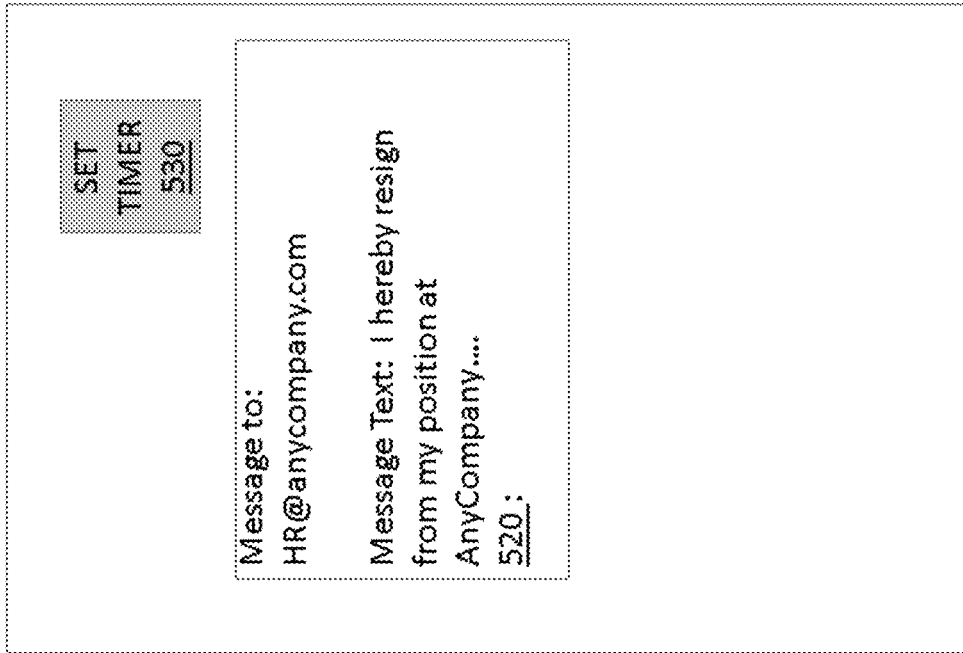 SET
TIMER
530
Message to:
HR@anycompany.com
Message Text: I hereby resign
from my position at
AnyCompany....
520 :